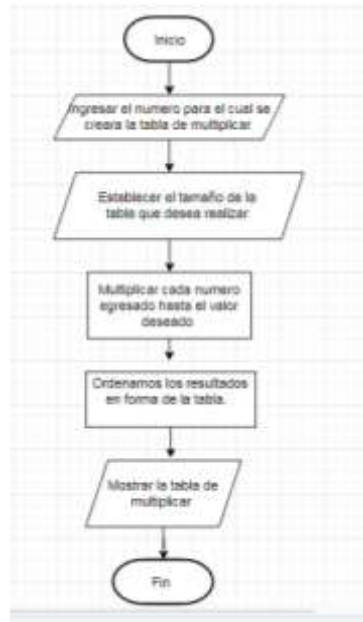 Inicio
Ingresar el numero para el cual se
creara la tabla de multiplicar
Establecer el tamaño de la
tabla que desea realizar
Multiplicar cada numero
egresado hasta el valor
deseado
Ordenamos los resultados
en forma de la tabla.
Mostrar la tabla de
multiplicar
Fin